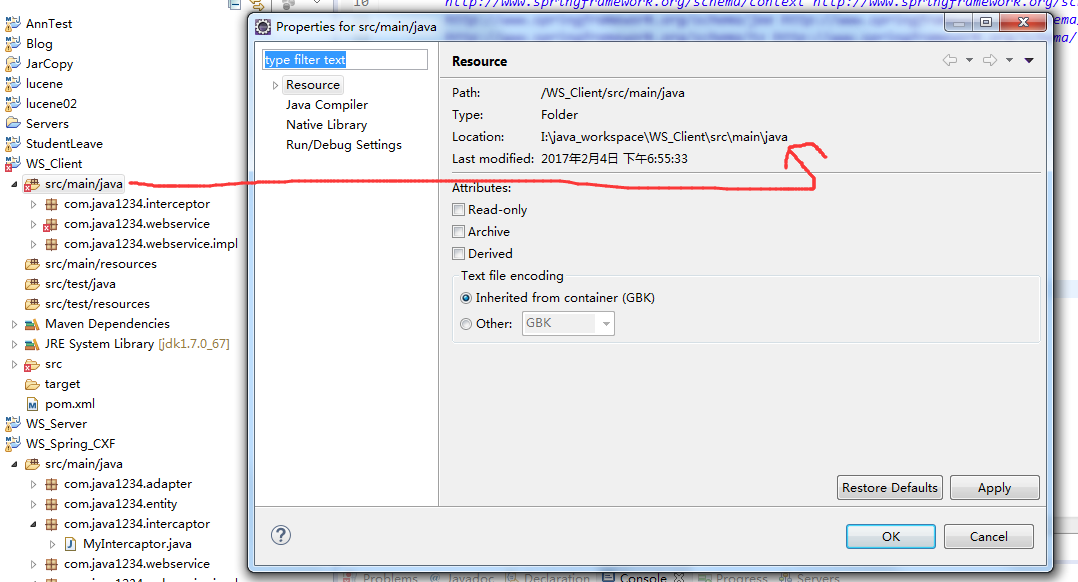 10
http://www.springframework.org/schema/context http://www.springframework.org/sc
AnnTest
Blog
JarCopy
lucene
lucene02
Servers
StudentLeave
WS_Client
src/main/java
com.java1234.interceptor
com.java1234.webservice
com.java1234.webservice.impl
src/main/resources
src/test/java
src/test/resources
Maven Dependencies
JRE System Library [jdk1.7.0_67]
src
target
pom.xml
WS_Server
WS_Spring_CXF
src/main/java
com.java1234.adapter
com.java1234.entity
com.java1234.intercaptor
MyIntercaptor.java
com.java1234.webservice
Properties for src/main/java
type filter text
Resource
Java Compiler
Native Library
Run/Debug Settings
Resource
Path: /WS_Client/src/main/java
Type: Folder
Location: I:\java_workspace\WS_Client\src\main\java
Last modified: 2017年2月4日 下午6:55:33
Attributes:
Read-only
Archive
Derived
Text file encoding
Inherited from container (GBK)
Other: GBK
Restore Defaults Apply
? OK Cancel
Problems @ Javadoc Declaration Console Progress Servers